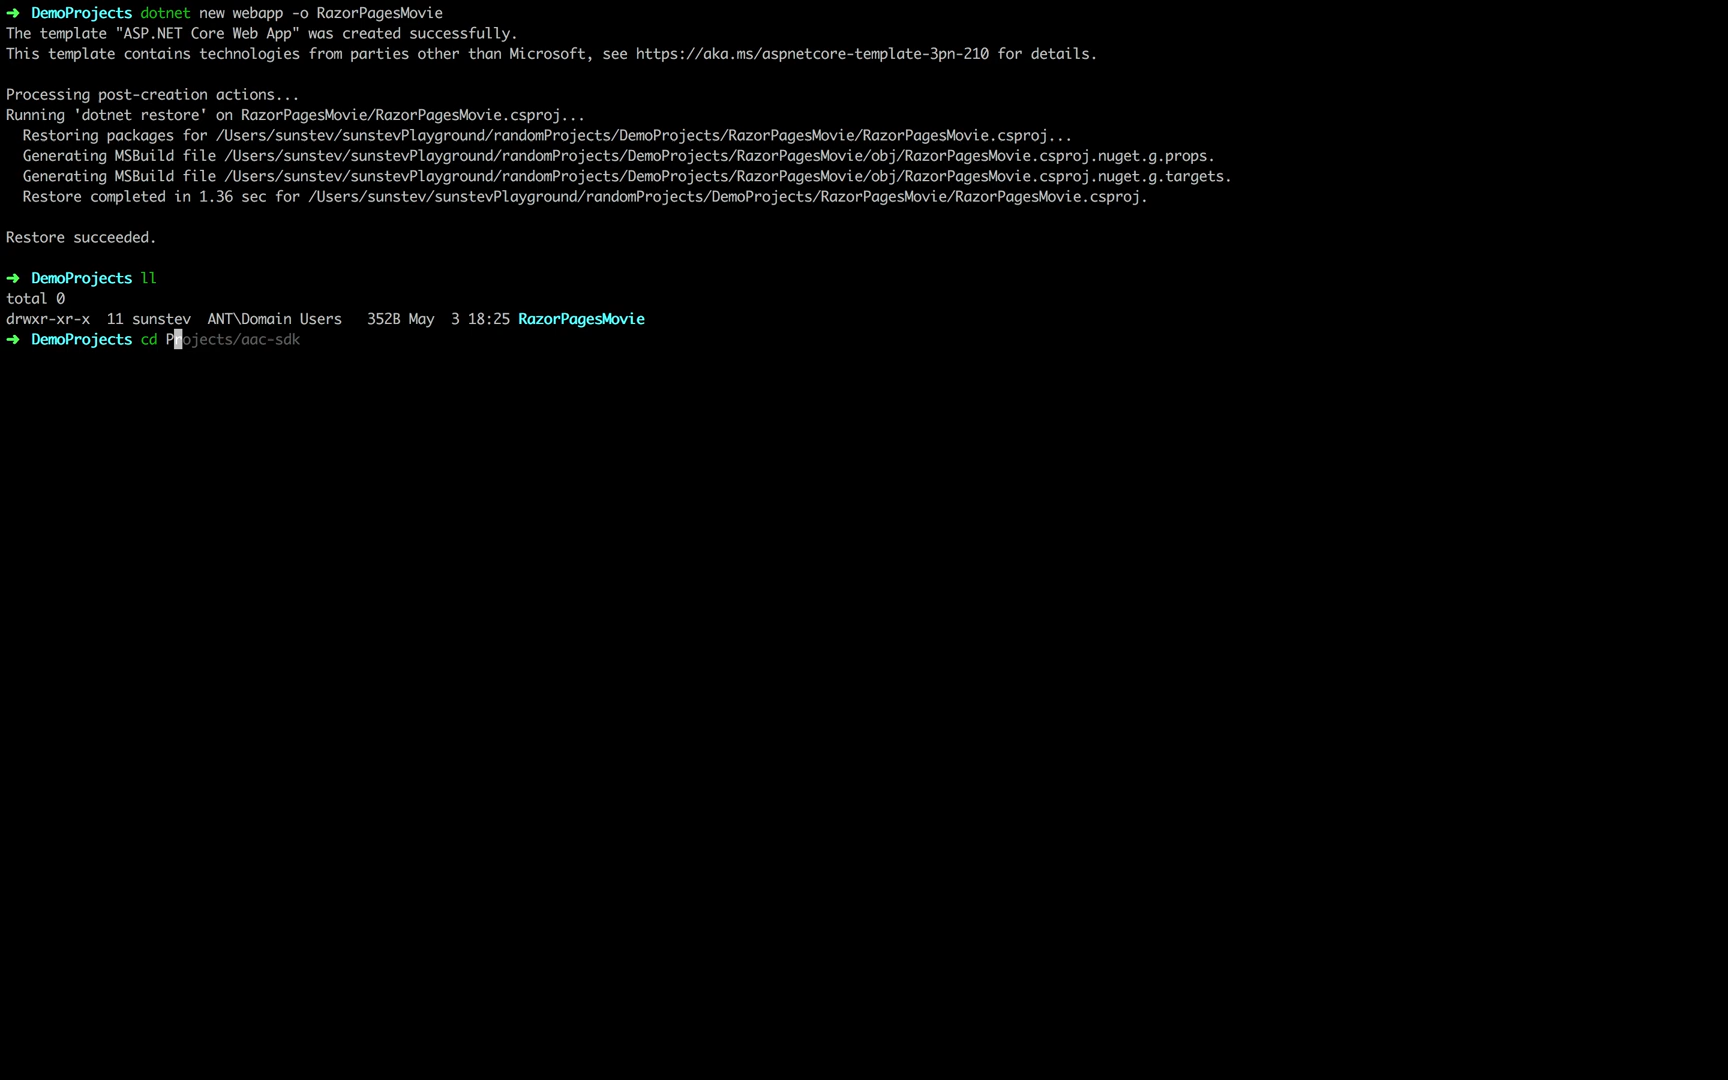 ➜ DemoProjects dotnet new webapp -o RazorPagesMovie
The template "ASP.NET Core Web App" was created successfully.
This template contains technologies from parties other than Microsoft, see https://aka.ms/aspnetcore-template-3pn-210 for details.
Processing post-creation actions...
Running 'dotnet restore' on RazorPagesMovie/RazorPagesMovie.csproj...
Restoring packages for /Users/sunstev/sunstevPlayground/randomProjects/DemoProjects/RazorPagesMovie/RazorPagesMovie.csproj...
Generating MSBuild file /Users/sunstev/sunstevPlayground/randomProjects/DemoProjects/RazorPagesMovie/obj/RazorPagesMovie.csproj.nuget.g.props.
Generating MSBuild file /Users/sunstev/sunstevPlayground/randomProjects/DemoProjects/RazorPagesMovie/obj/RazorPagesMovie.csproj.nuget.g.targets.
Restore completed in 1.36 sec for /Users/sunstev/sunstevPlayground/randomProjects/DemoProjects/RazorPagesMovie/RazorPagesMovie.csproj.
Restore succeeded.
➜ DemoProjects ll
total 0
drwxr-xr-x 11 sunstev ANT\Domain Users 352B May 3 18:25 RazorPagesMovie
➜ DemoProjects cd Projects/aac-sdk